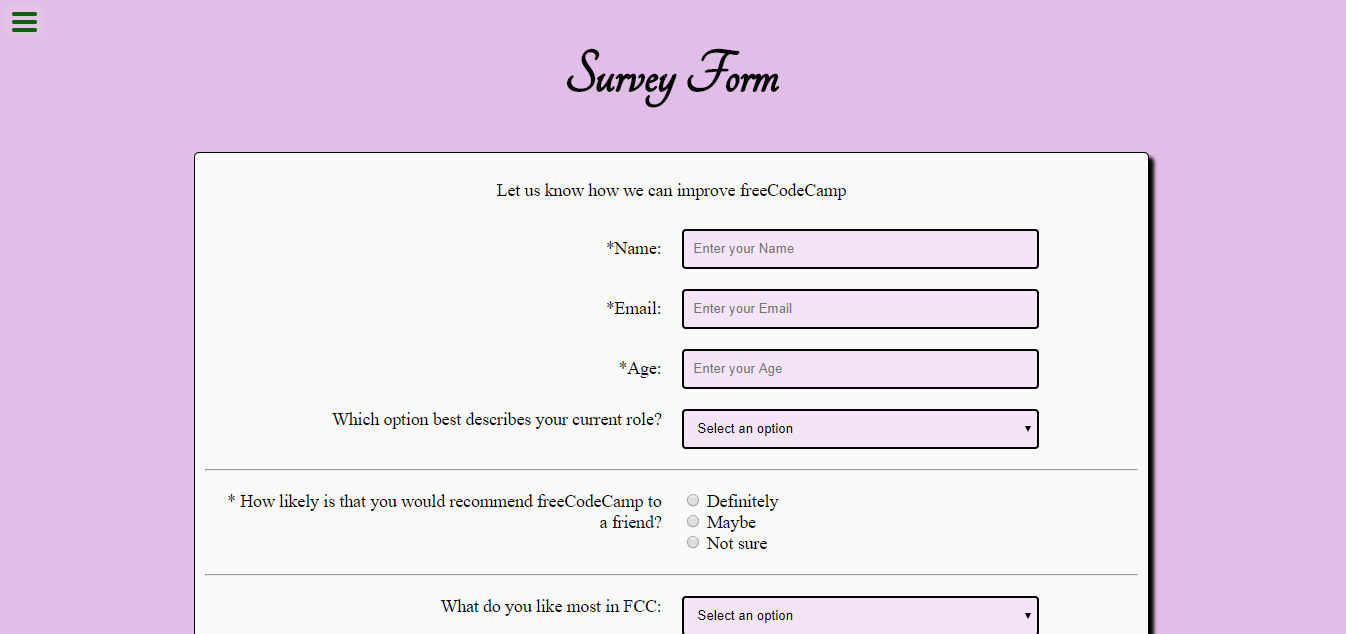 Survey Form
Let us know how we can improve freeCodeCamp
*Name:
Enter your Name
*Email:
Enter your Email
*Age:
Enter your Age
Which option best describes your current role?
Select an option
* How likely is that you would recommend freeCodeCamp to
a friend?
Definitely
Maybe
Not sure
What do you like most in FCC:
Select an option